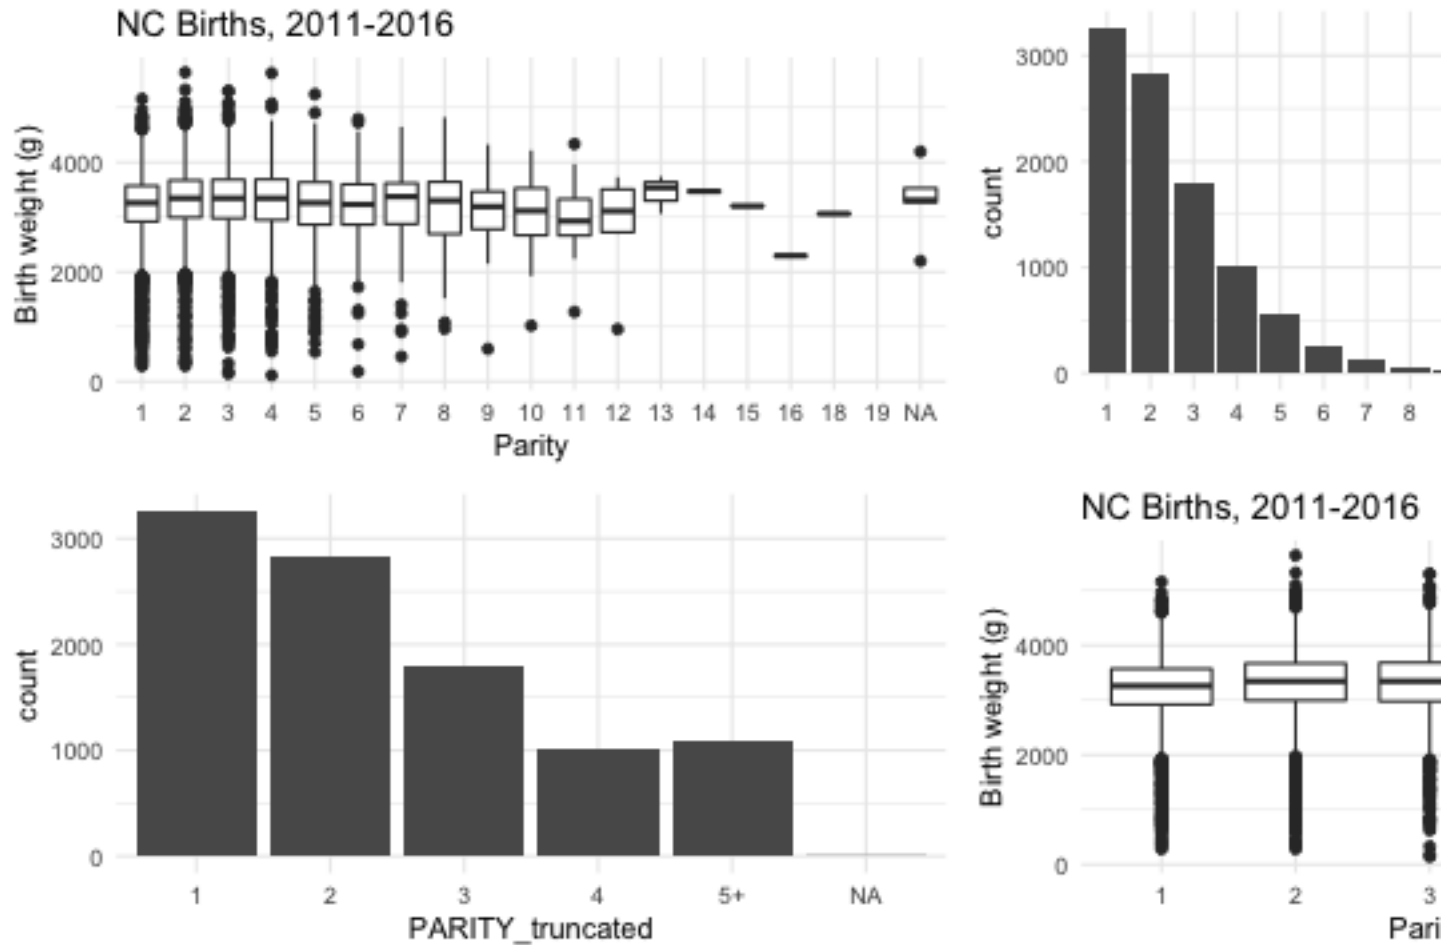 NC Births, 2011-2016
Birth weight (g)
4000
2000
0
1 2 3 4 5 6 7 8 9 10 11 12 13 14 15 16 18 19 NA
Parity
count
3000
2000
1000
0
1 2 3 4 5 6 7 8
count
3000
2000
1000
0
1 2 3 4 5+ NA
PARITY_truncated
NC Births, 2011-2016
Birth weight (g)
4000
2000
0
1 2 3
Pari